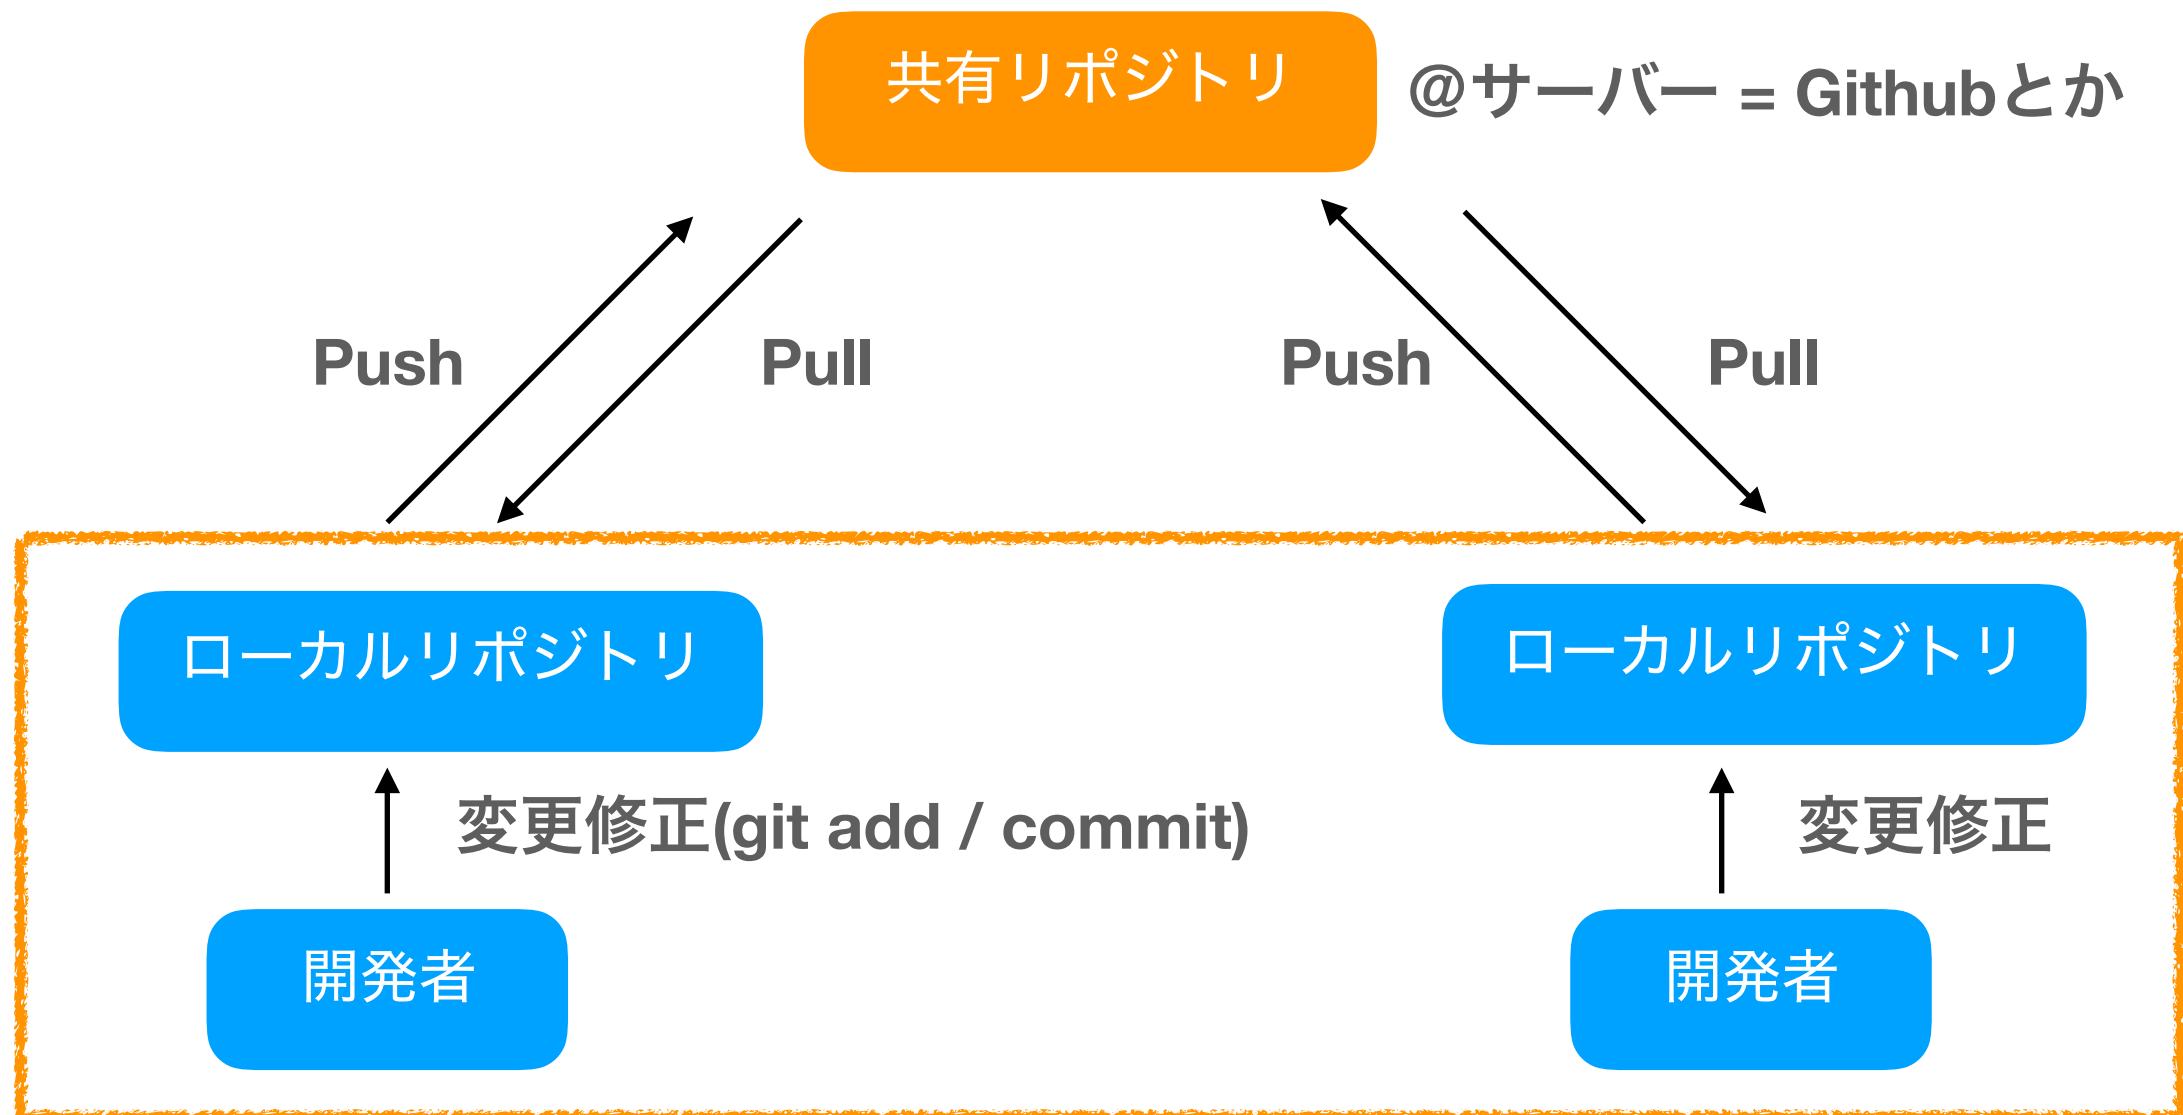 共有リポジトリ
@サーバー = Githubとか
Push
Pull
Push
Pull
ローカルリポジトリ
ローカルリポジトリ
変更修正(git add / commit)
変更修正
開発者
開発者